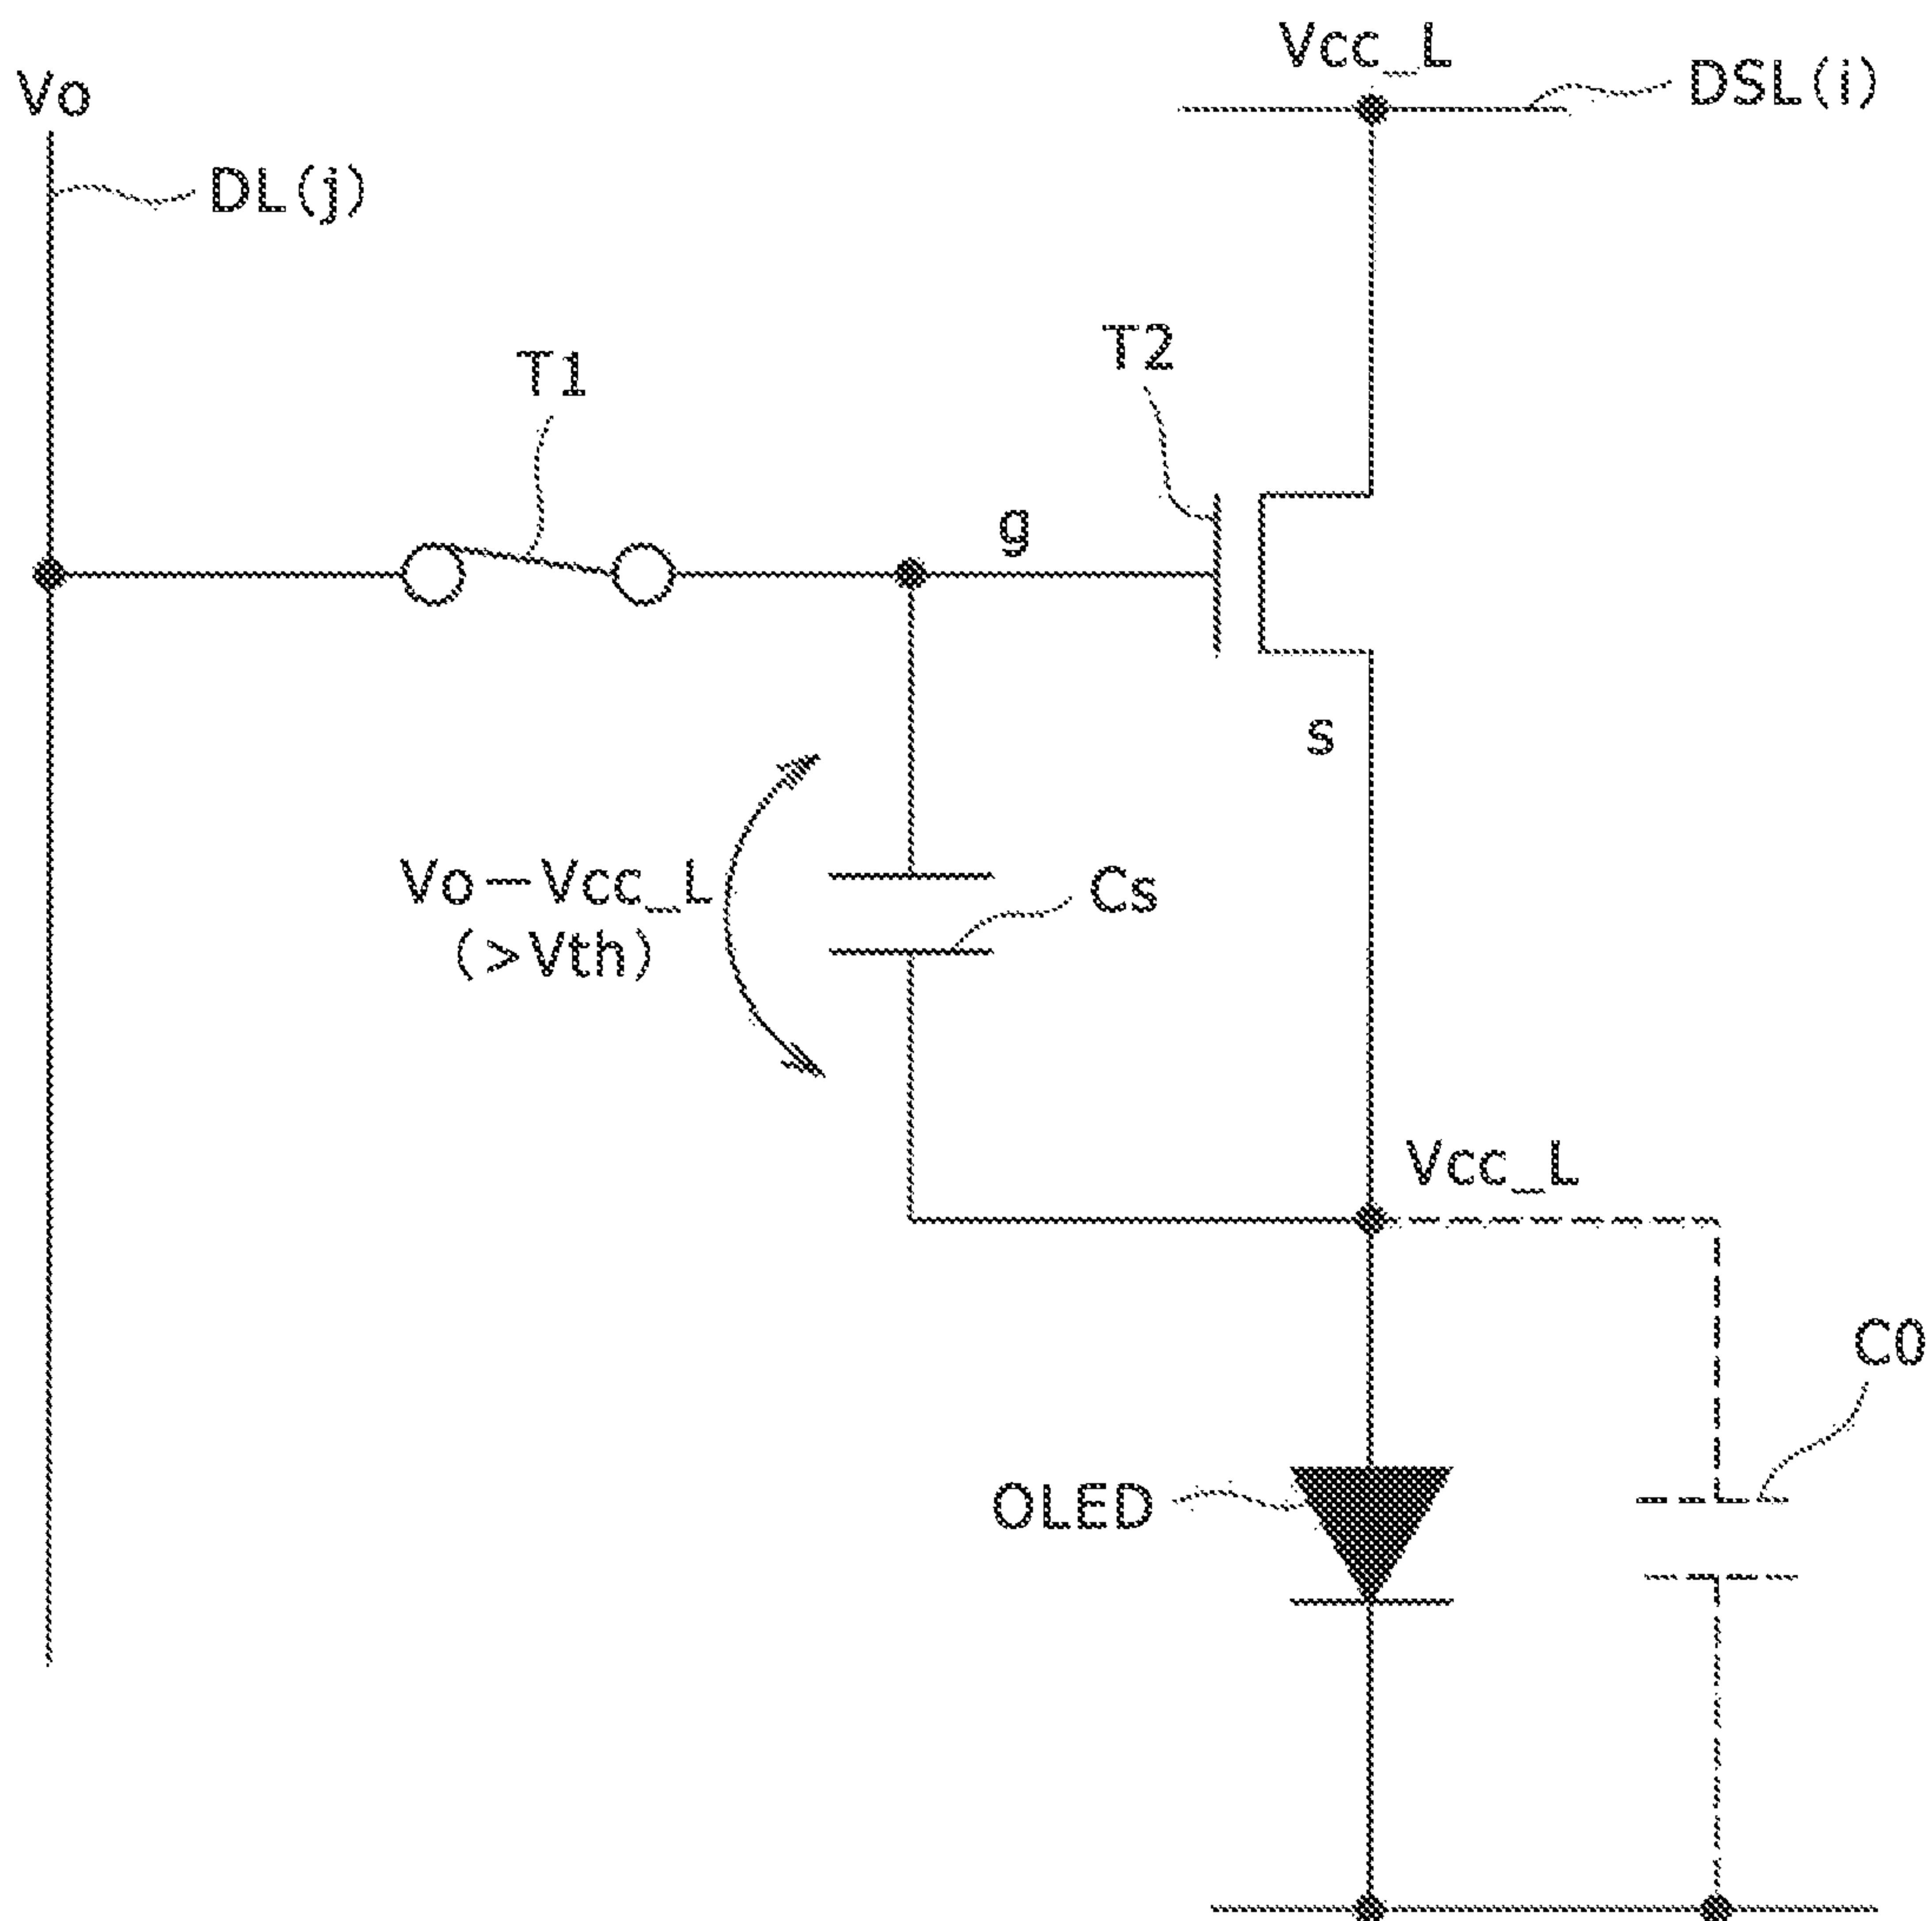 Vcc_L
Vo
DSL(i)
DL(j)
T1
T2
g
s
Vo−Vcc_L
(>Vth)
Cs
Vcc_L
C0
OLED